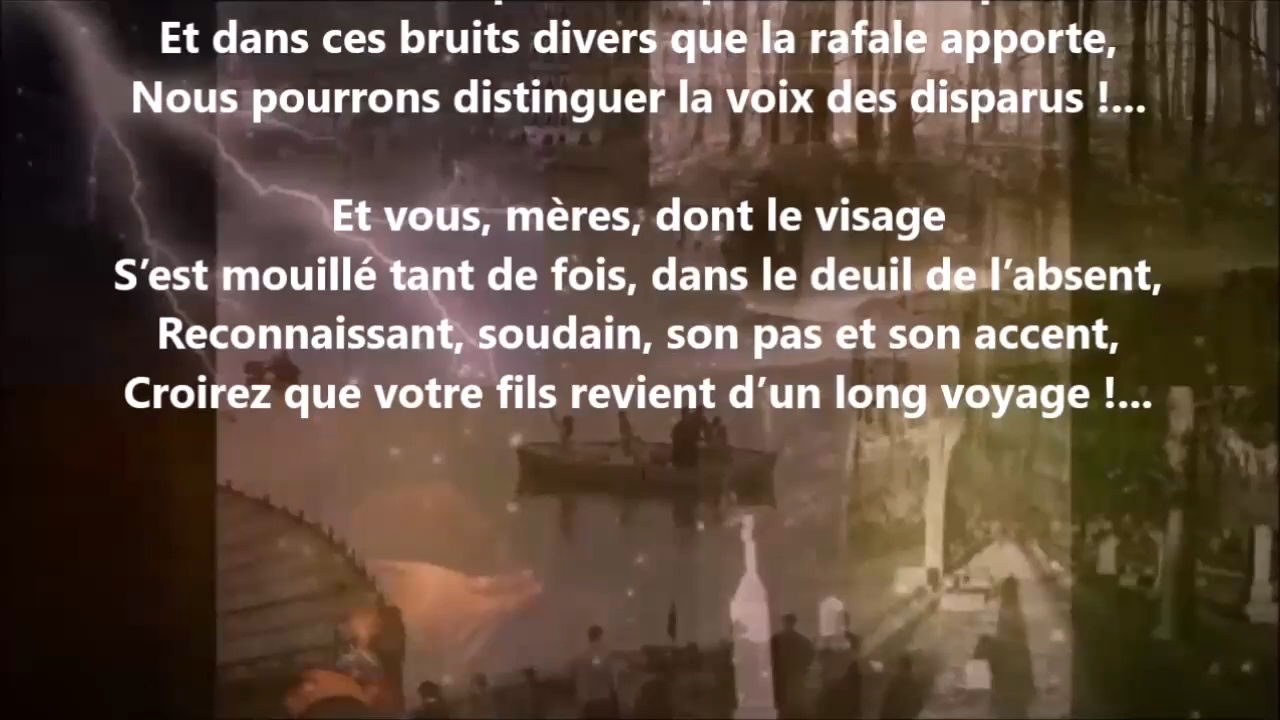 Et dans ces bruits divers que la rafale apporte,
Nous pourrons distinguer la voix des disparus !...
Et vous, mères, dont le visage
S’est mouillé tant de fois, dans le deuil de l’absent,
Reconnaissant, soudain, son pas et son accent,
Croirez que votre fils revient d’un long voyage !...